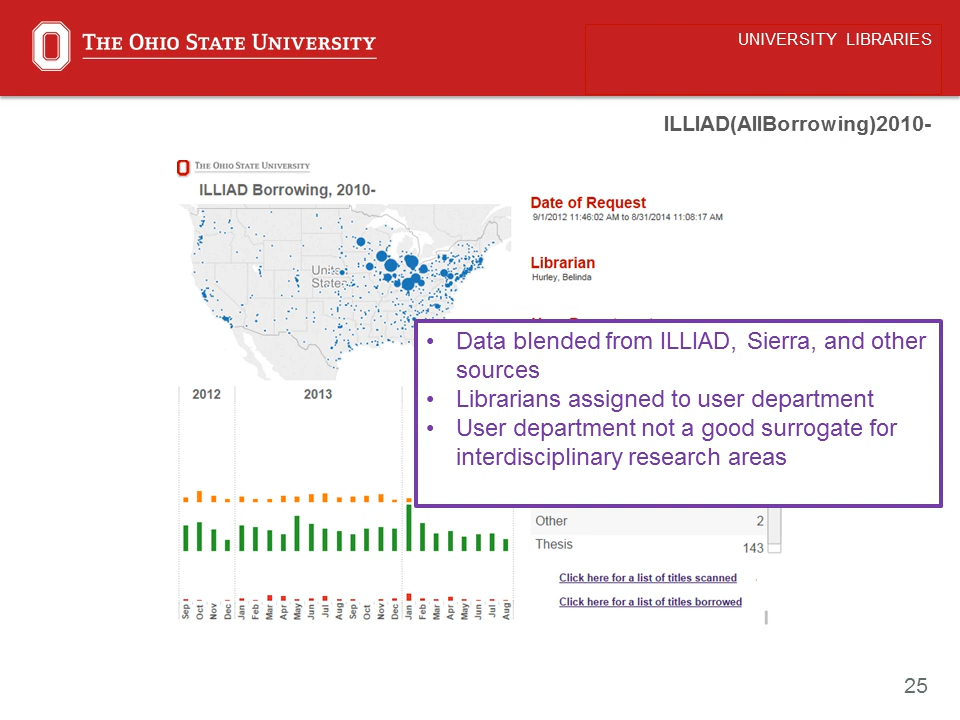 THE OHIO STATE UNIVERSITY
UNIVERSITY LIBRARIES
ILLIAD(AllBorrowing)2010-
THE OHIO STATE UNIVERSITY
ILLIAD Borrowing, 2010-
Date of Request
9/1/2012 11:46:02 AM to 8/31/2014 11:08:17 AM
Librarian
Hurley, Belinda
United
States
• Data blended from ILLIAD, Sierra, and other
sources
• Librarians assigned to user department
• User department not a good surrogate for
interdisciplinary research areas
2012 2013
Other 2
Thesis 143
Click here for a list of titles scanned
Click here for a list of titles borrowed
Sep Oct Nov Dec Jan Feb Mar Apr May Jun Jul Aug Sep Oct Nov Dec Jan Feb Mar Apr May Jun Jul Aug
25